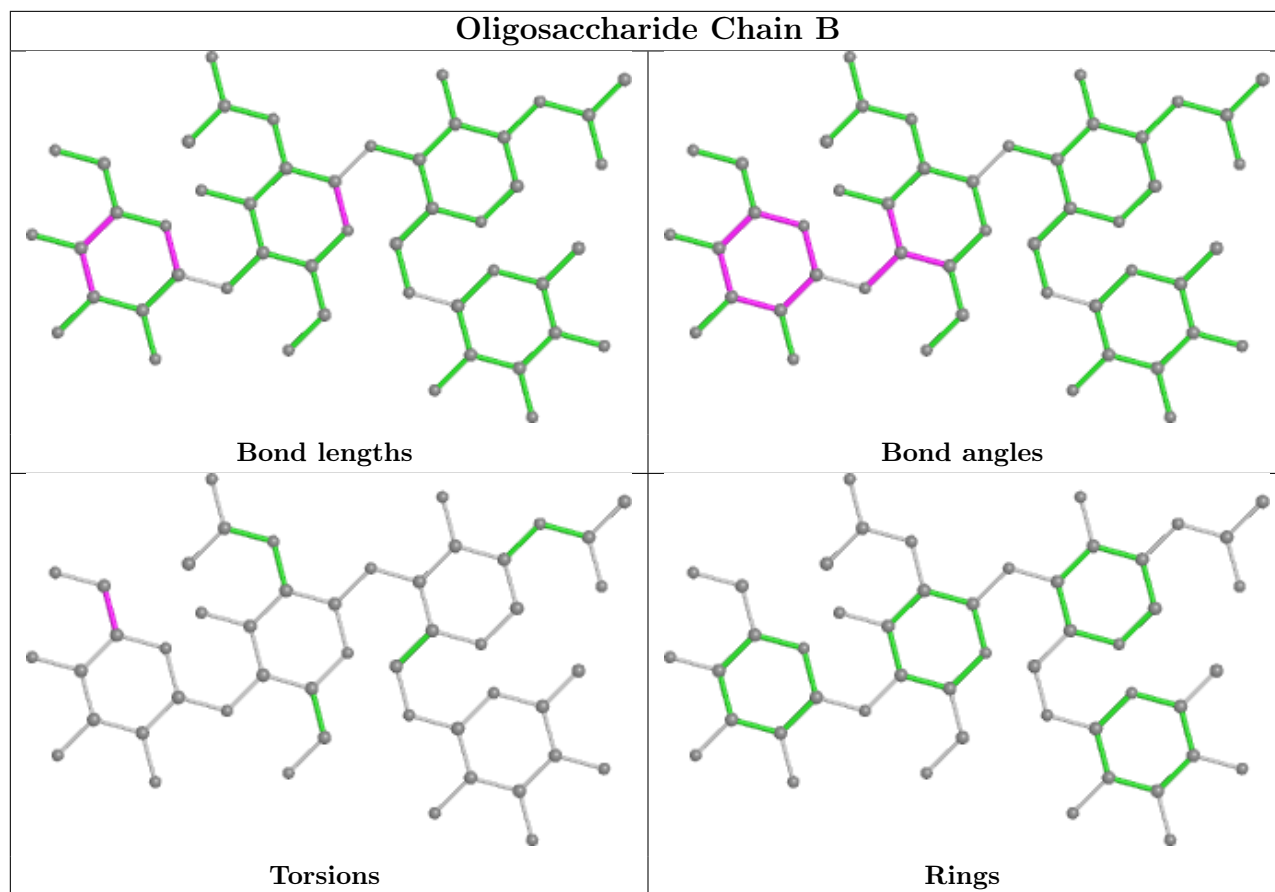 Oligosaccharide Chain B
Bond lengths
Bond angles
Torsions
Rings